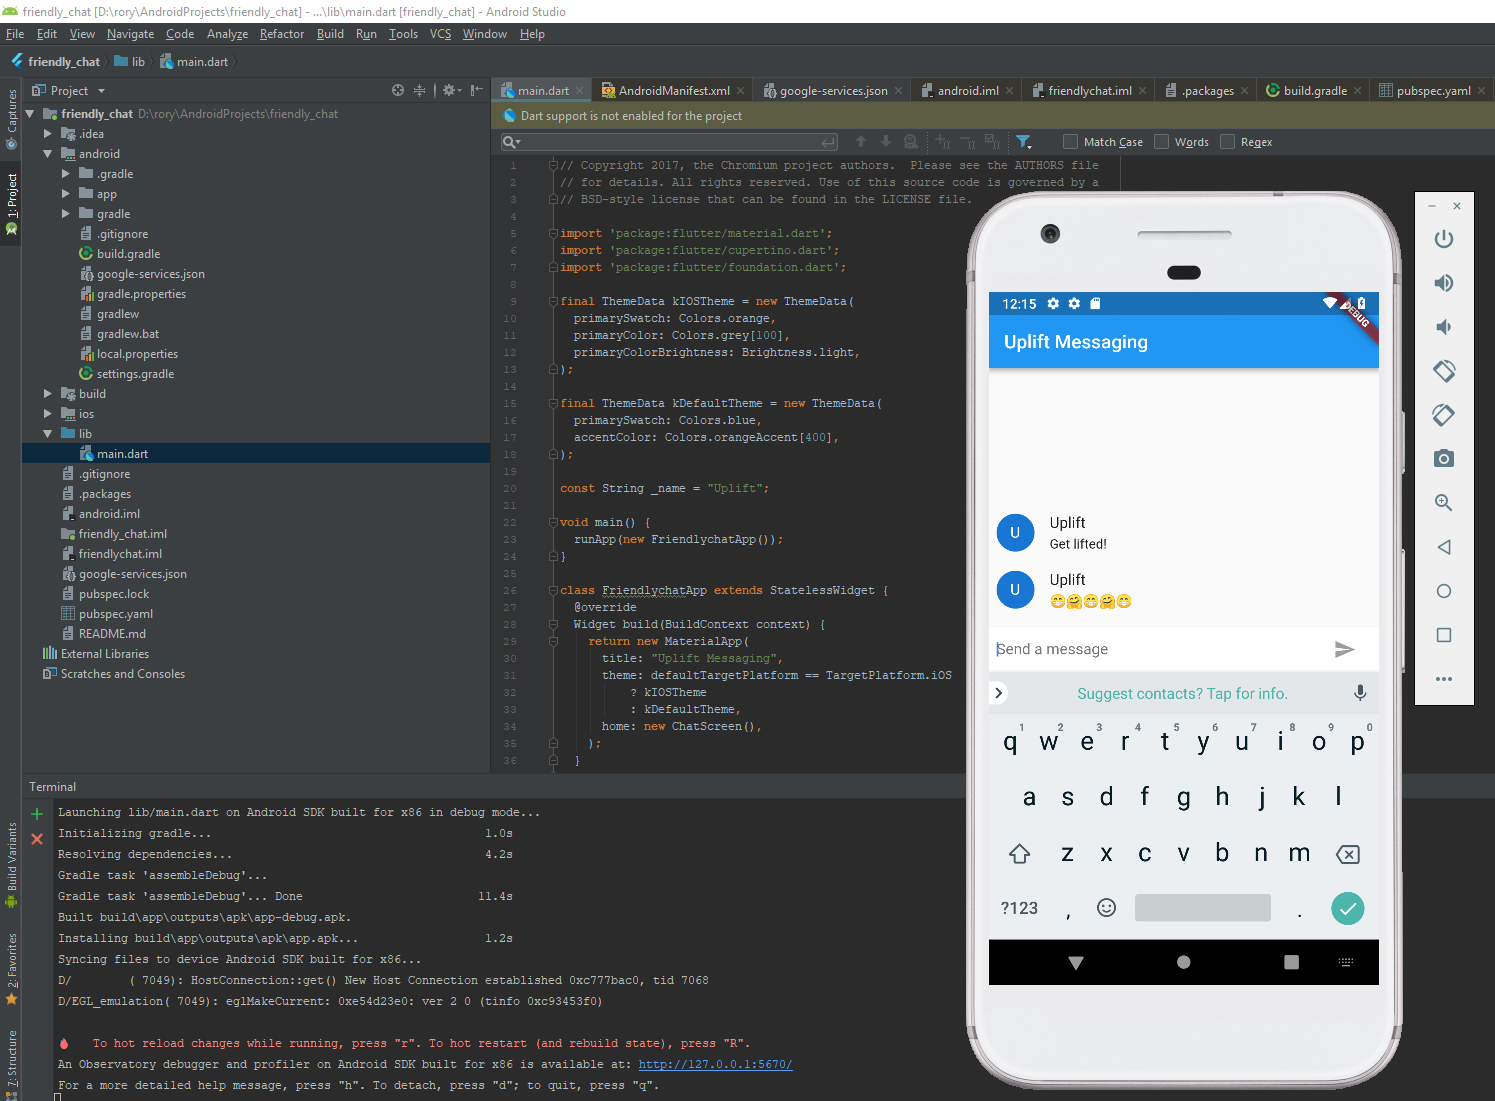 friendly_chat [D:\rory\AndroidProjects\friendly_chat] - ...\lib\main.dart [friendly_chat] - Android Studio
File Edit View Navigate Code Analyze Refactor Build Run Tools VCS Window Help
friendly_chat lib main.dart
Project
main.dart AndroidManifest.xml google-services.json android.iml friendlychat.iml .packages build.gradle pubspec.yaml
Captures
1: Project
friendly_chat D:\rory\AndroidProjects\friendly_chat
.idea
android
.gradle
app
gradle
.gitignore
build.gradle
google-services.json
gradle.properties
gradlew
gradlew.bat
local.properties
settings.gradle
build
ios
lib
main.dart
.gitignore
.packages
android.iml
friendly_chat.iml
friendlychat.iml
google-services.json
pubspec.lock
pubspec.yaml
README.md
External Libraries
Scratches and Consoles
Dart support is not enabled for the project
Match Case Words Regex
1 // Copyright 2017, the Chromium project authors.  Please see the AUTHORS file
2 // for details. All rights reserved. Use of this source code is governed by a
3 // BSD-style license that can be found in the LICENSE file.
4
5 import 'package:flutter/material.dart';
6 import 'package:flutter/cupertino.dart';
7 import 'package:flutter/foundation.dart';
8
9 final ThemeData kIOSTheme = new ThemeData(
10 primarySwatch: Colors.orange,
11 primaryColor: Colors.grey[100],
12 primaryColorBrightness: Brightness.light,
13 );
14
15 final ThemeData kDefaultTheme = new ThemeData(
16 primarySwatch: Colors.blue,
17 accentColor: Colors.orangeAccent[400],
18 );
19
20 const String _name = "Uplift";
21
22 void main() {
23 runApp(new FriendlychatApp());
24 }
25
26 class FriendlychatApp extends StatelessWidget {
27 @override
28 Widget build(BuildContext context) {
29 return new MaterialApp(
30 title: "Uplift Messaging",
31 theme: defaultTargetPlatform == TargetPlatform.iOS
32 ? kIOSTheme
33 : kDefaultTheme,
34 home: new ChatScreen(),
35 );
36 }
12:15
DEBUG
Uplift Messaging
U Uplift
Get lifted!
U Uplift
😁🤗😁🤗😁
Send a message
Suggest contacts? Tap for info.
1 2 3 4 5 6 7 8 9 0
q w e r t y u i o p
a s d f g h j k l
z x c v b n m
?123 , .
Terminal
Build Variants
2: Favorites
7: Structure
Launching lib/main.dart on Android SDK built for x86 in debug mode...
Initializing gradle... 1.0s
Resolving dependencies... 4.2s
Gradle task 'assembleDebug'...
Gradle task 'assembleDebug'... Done 11.4s
Built build\app\outputs\apk\app-debug.apk.
Installing build\app\outputs\apk\app.apk... 1.2s
Syncing files to device Android SDK built for x86...
D/ ( 7049): HostConnection::get() New Host Connection established 0xc777bac0, tid 7068
D/EGL_emulation( 7049): eglMakeCurrent: 0xe54d23e0: ver 2 0 (tinfo 0xc93453f0)
To hot reload changes while running, press "r". To hot restart (and rebuild state), press "R".
An Observatory debugger and profiler on Android SDK built for x86 is available at: http://127.0.0.1:5670/
For a more detailed help message, press "h". To detach, press "d"; to quit, press "q".